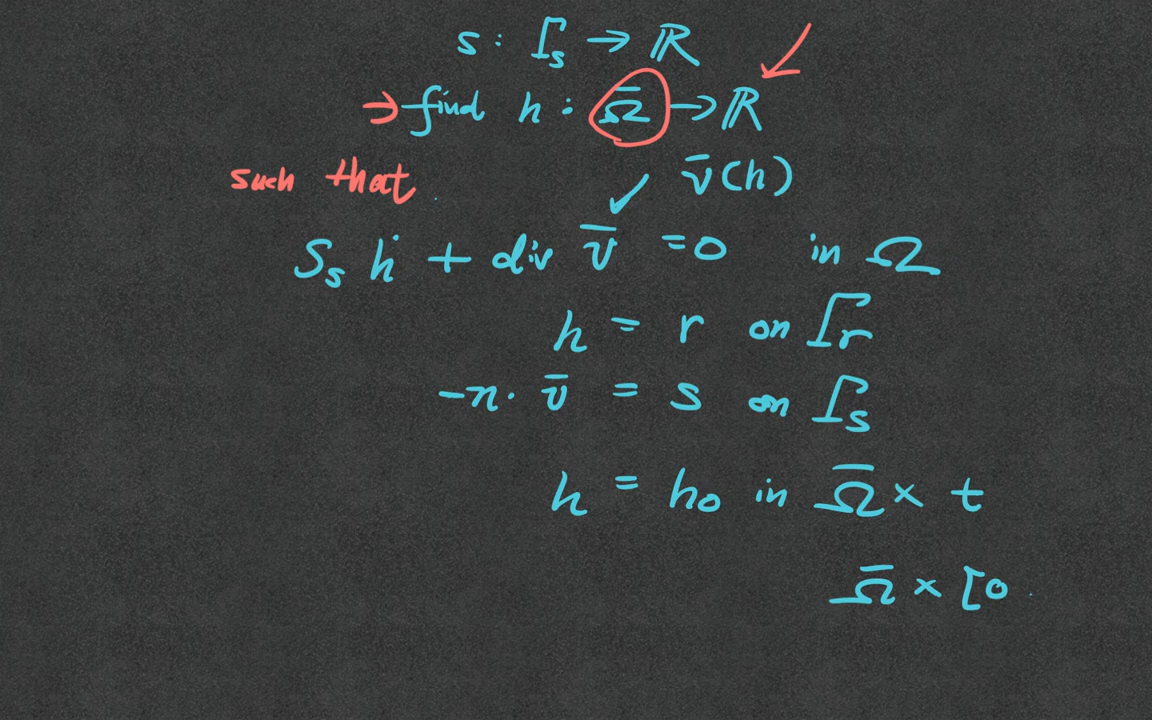 s : Γs → ℝ
⇒ find h : Ω̄ → ℝ
such that
v̄(h)
Ss ḣ + div v̄ = 0 in Ω
h = r on Γr
-n · v̄ = s on Γs
h = h₀ in Ω̄ × t
Ω̄ × [0